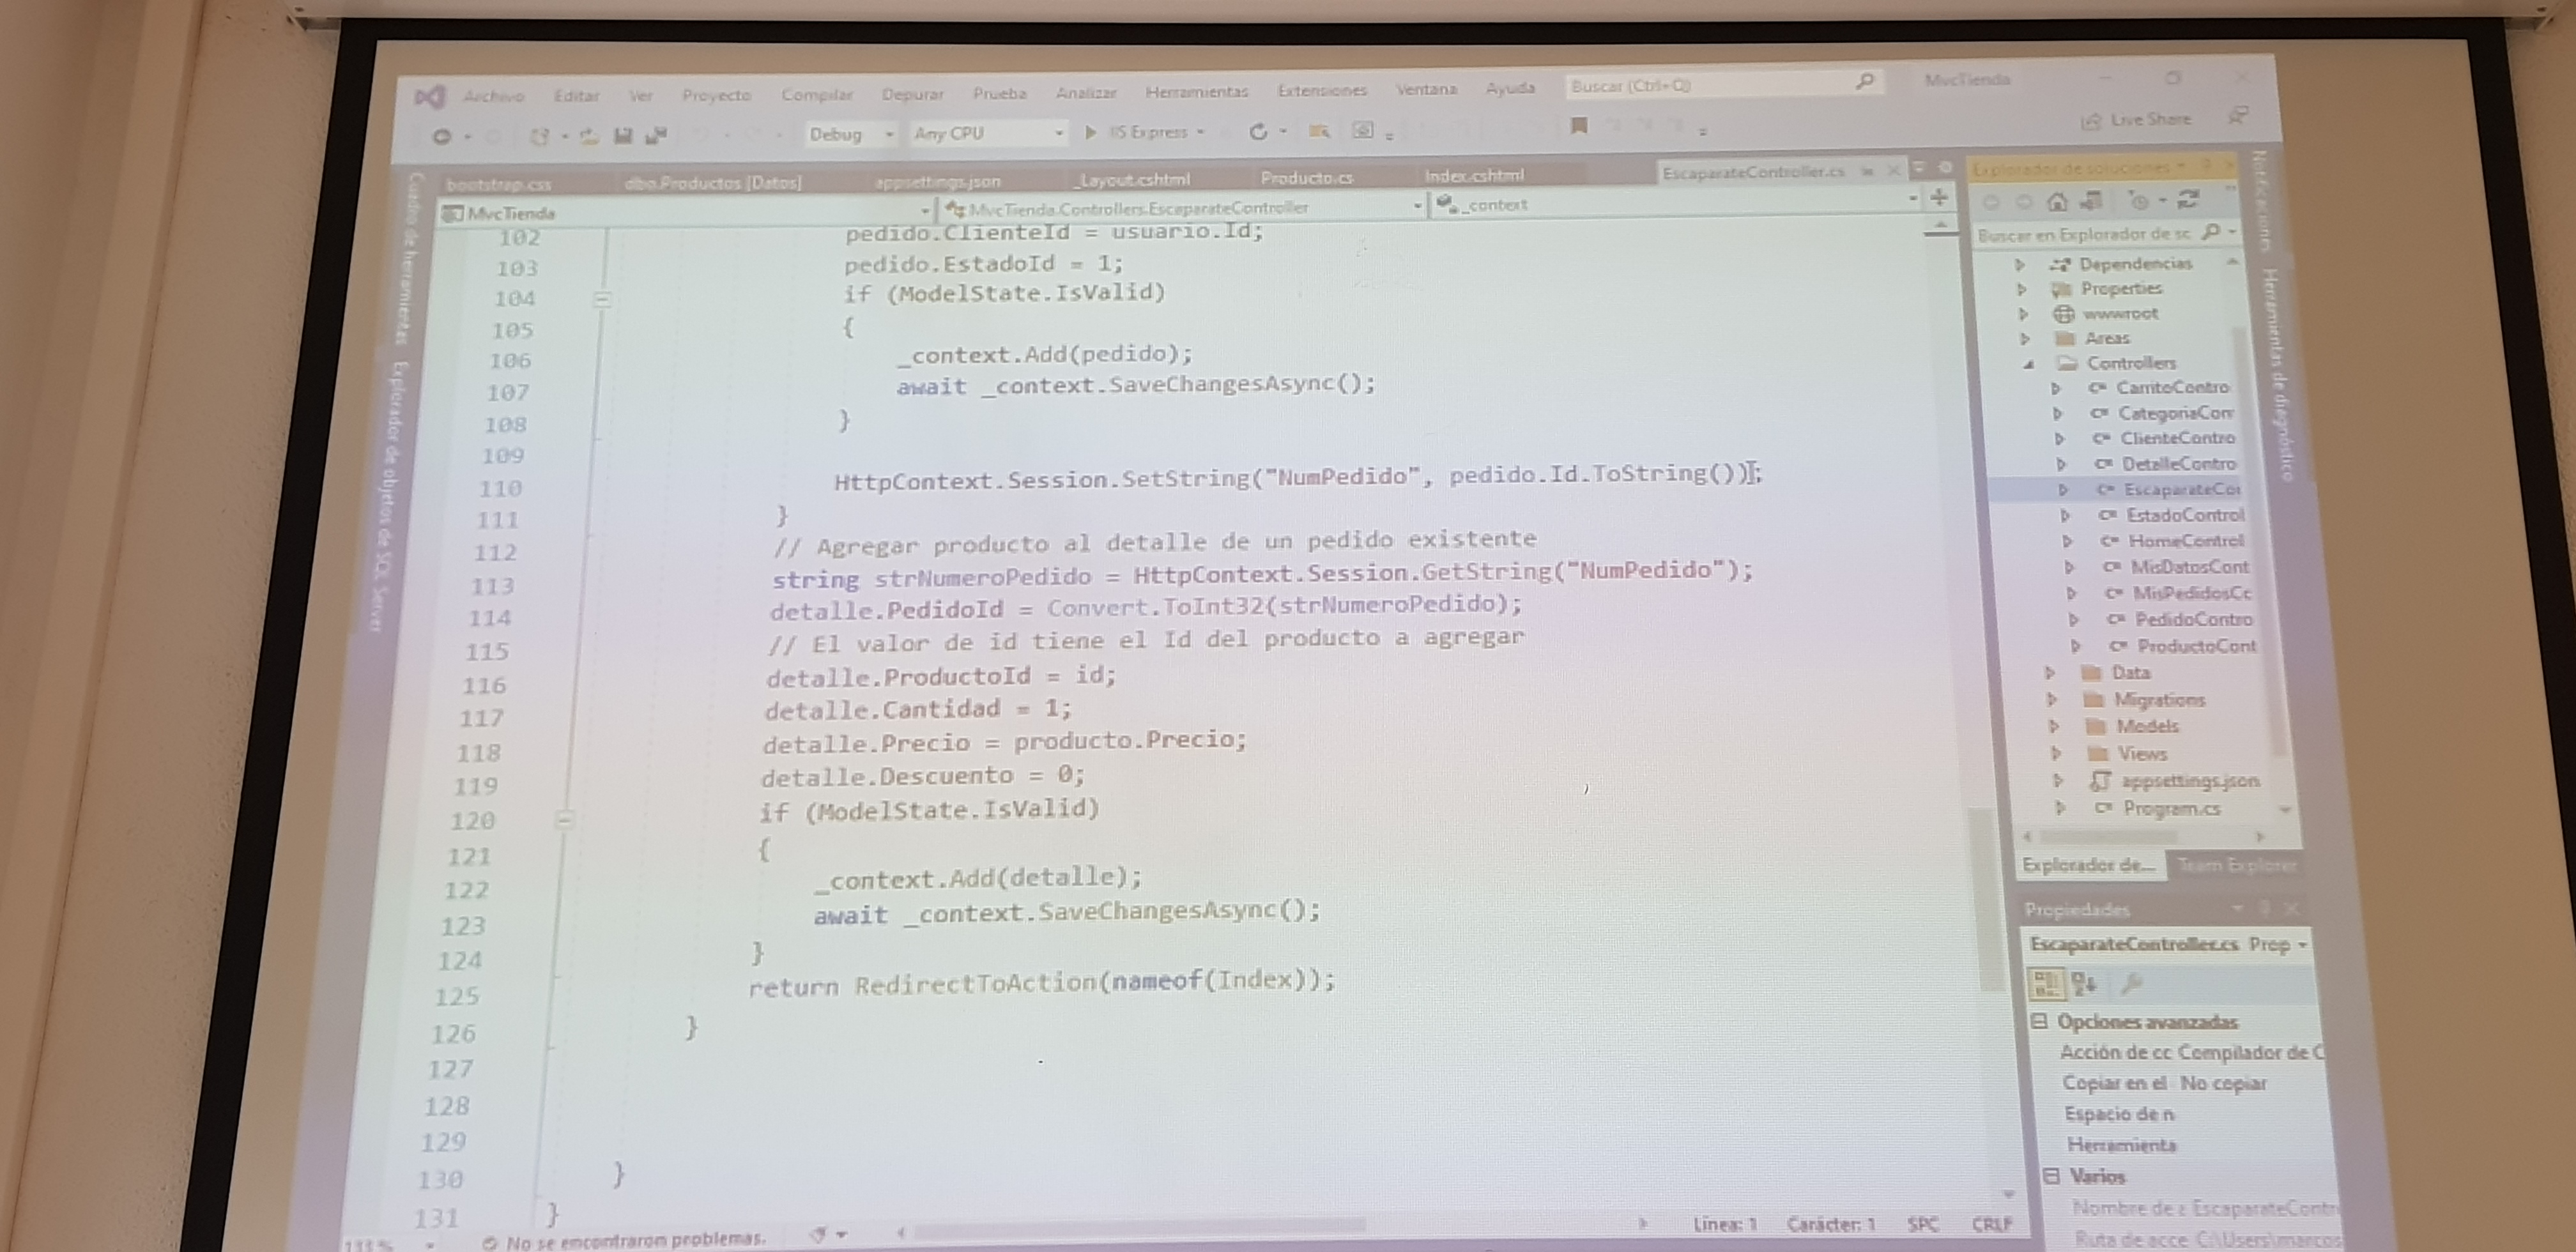 Archivo Editar Ver Proyecto Compilar Depurar Prueba Analizar Herramientas Extensiones Ventana Ayuda Buscar (Ctrl+Q) MvcTienda
Debug Any CPU IIS Express Live Share
bootstrap.css dbo.Productos [Datos] appsettings.json _Layout.cshtml Producto.cs Index.cshtml EscaparateController.cs
MvcTienda MvcTienda.Controllers.EscaparateController _context
102 pedido.ClienteId = usuario.Id;
103 pedido.EstadoId = 1;
104 if (ModelState.IsValid)
105 {
106 _context.Add(pedido);
107 await _context.SaveChangesAsync();
108 }
109
110 HttpContext.Session.SetString("NumPedido", pedido.Id.ToString());
111 }
112 // Agregar producto al detalle de un pedido existente
113 string strNumeroPedido = HttpContext.Session.GetString("NumPedido");
114 detalle.PedidoId = Convert.ToInt32(strNumeroPedido);
115 // El valor de id tiene el Id del producto a agregar
116 detalle.ProductoId = id;
117 detalle.Cantidad = 1;
118 detalle.Precio = producto.Precio;
119 detalle.Descuento = 0;
120 if (ModelState.IsValid)
121 {
122 _context.Add(detalle);
123 await _context.SaveChangesAsync();
124 }
125 return RedirectToAction(nameof(Index));
126 }
127
128
129
130 }
131 }
133 % No se encontraron problemas. Línea: 1 Carácter: 1 SPC CRLF
Cuadro de herramientas
Explorador de objetos de SQL Server
Explorador de soluciones
Buscar en Explorador de sc
Dependencias
Properties
wwwroot
Areas
Controllers
CarritoContro
CategoriaCon
ClienteContro
DetalleContro
EscaparateCo
EstadoControl
HomeControl
MisDatosCont
MisPedidosCc
PedidoContro
ProductoCont
Data
Migrations
Models
Views
appsettings.json
Program.cs
Explorador de... Team Explorer
Propiedades
EscaparateController.cs Prop
Opciones avanzadas
Acción de cc Compilador de C
Copiar en el No copiar
Espacio de n
Herramienta
Varios
Nombre de a EscaparateContr
Ruta de acce C:\Users\marcos
Notificaciones
Herramientas de diagnóstico